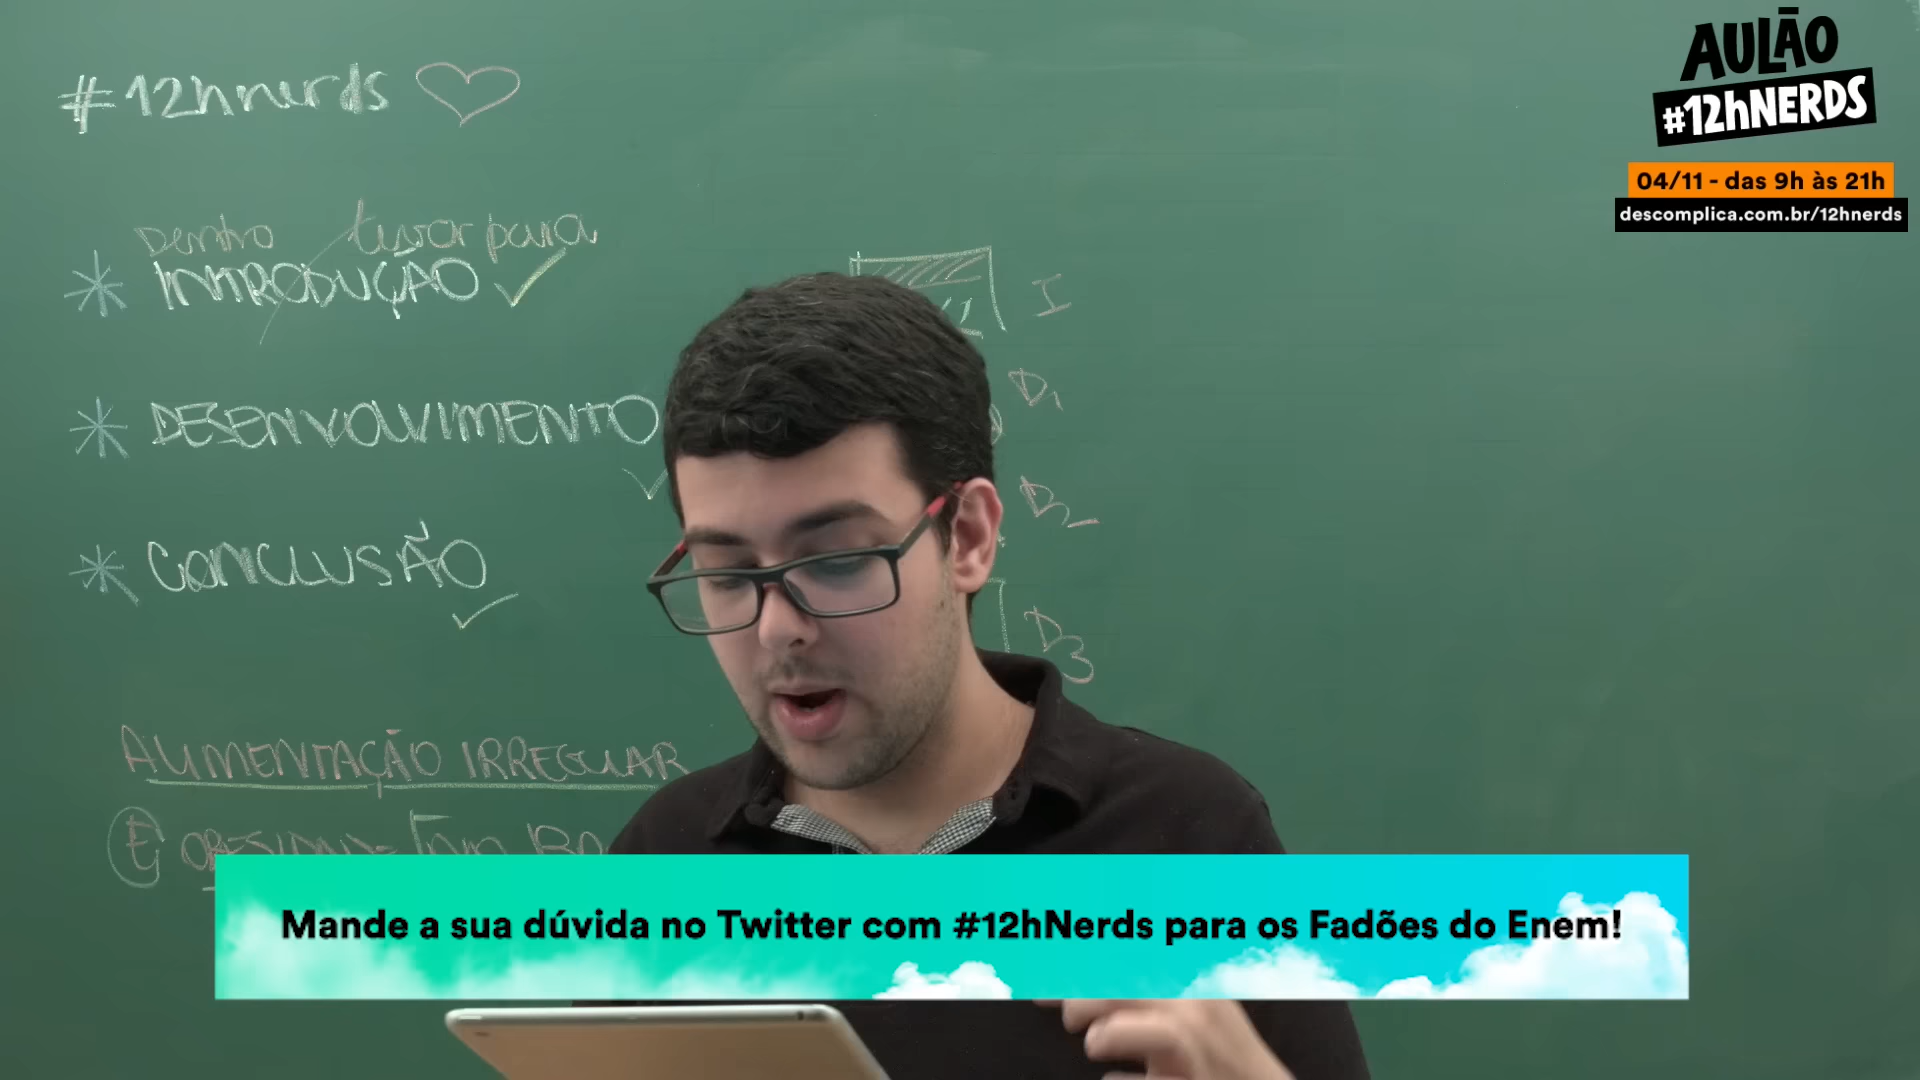 #12hnerds
Dentro tirar para
* INTRODUÇÃO
* DESENVOLVIMENTO
* CONCLUSÃO
ALIMENTAÇÃO IRREGULAR
E
I
D1
D2
D3
AULÃO
#12hNERDS
04/11 - das 9h às 21h
descomplica.com.br/12hnerds
Mande a sua dúvida no Twitter com #12hNerds para os Fadões do Enem!